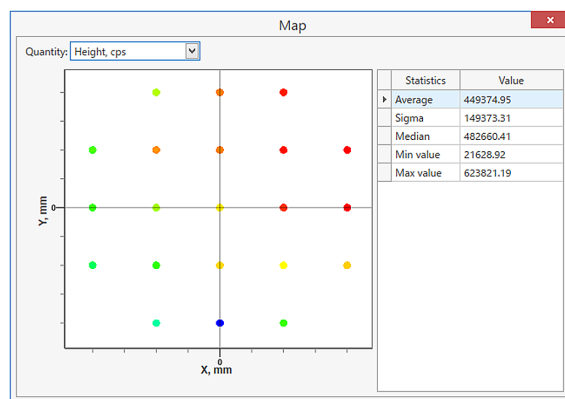 Map
Quantity: Height, cps
Statistics Value
Average 449374.95
Sigma 149373.31
Median 482660.41
Min value 21628.92
Max value 623821.19
Y, mm
0
0
X, mm